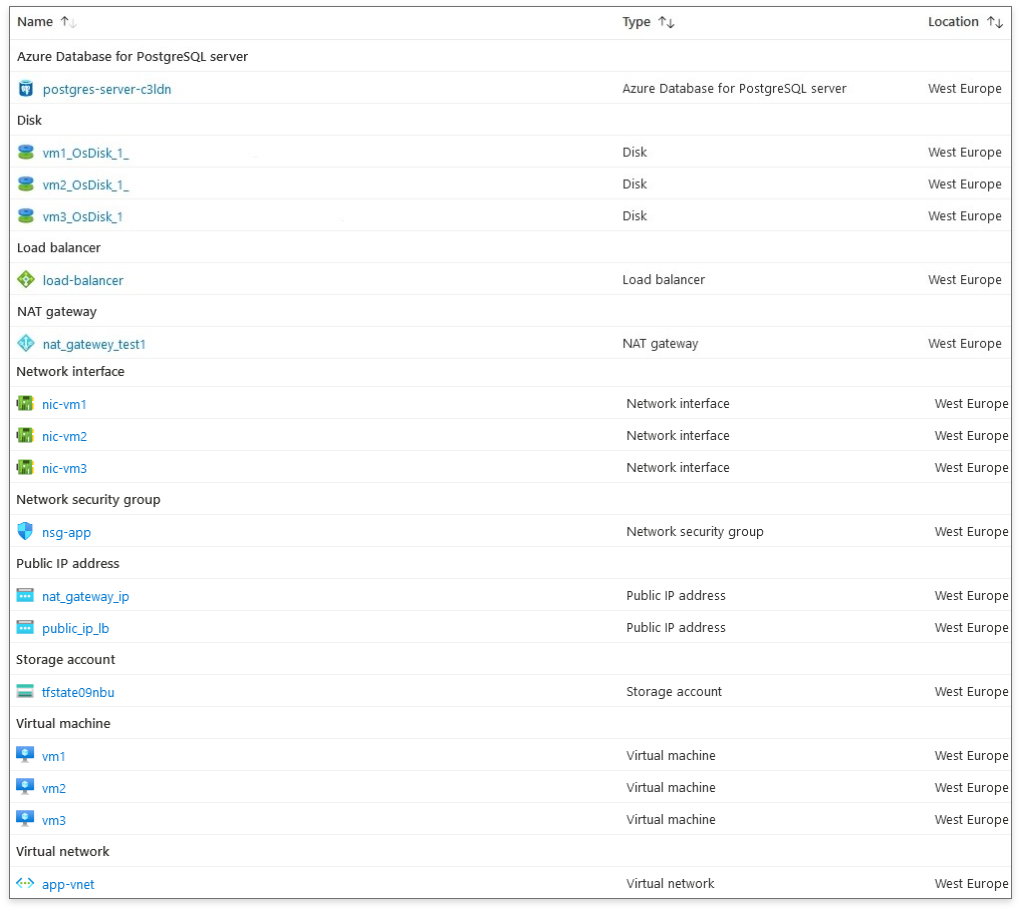 Name ↑↓ Type ↑↓ Location ↑↓
Azure Database for PostgreSQL server
postgres-server-c3ldn Azure Database for PostgreSQL server West Europe
Disk
vm1_OsDisk_1_ Disk West Europe
vm2_OsDisk_1_ Disk West Europe
vm3_OsDisk_1 Disk West Europe
Load balancer
load-balancer Load balancer West Europe
NAT gateway
nat_gatewey_test1 NAT gateway West Europe
Network interface
nic-vm1 Network interface West Europe
nic-vm2 Network interface West Europe
nic-vm3 Network interface West Europe
Network security group
nsg-app Network security group West Europe
Public IP address
nat_gateway_ip Public IP address West Europe
public_ip_lb Public IP address West Europe
Storage account
tfstate09nbu Storage account West Europe
Virtual machine
vm1 Virtual machine West Europe
vm2 Virtual machine West Europe
vm3 Virtual machine West Europe
Virtual network
app-vnet Virtual network West Europe